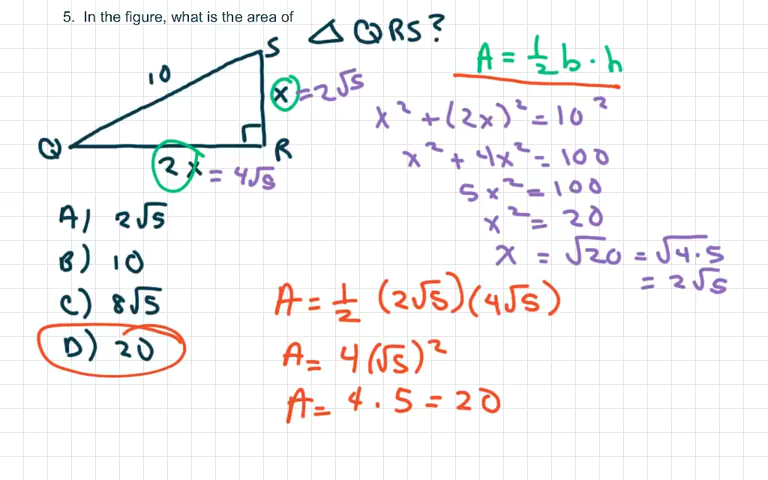 5. In the figure, what is the area of △ QRS?
S
10
x = 2√5
Q
R
2x = 4√5
A = 1/2 b · h
x² + (2x)² = 10²
x² + 4x² = 100
5x² = 100
x² = 20
x = √20 = √4·5
= 2√5
A) 2√5
B) 10
C) 8√5
D) 20
A = 1/2 (2√5)(4√5)
A = 4(√5)²
A = 4 · 5 = 20